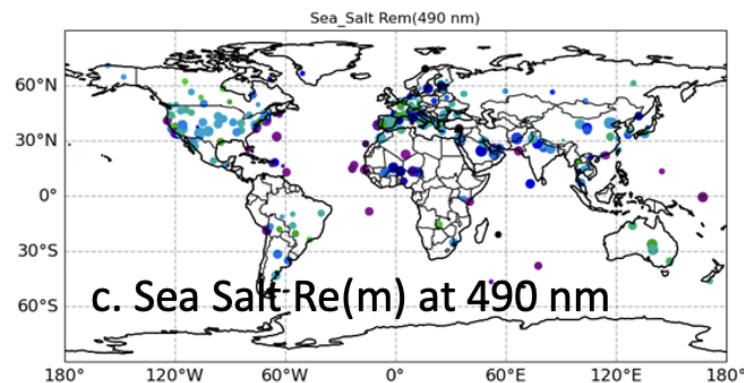 Sea_Salt Rem(490 nm)
60°N
30°N
0°
30°S
60°S
c. Sea Salt Re(m) at 490 nm
180° 120°W 60°W 0° 60°E 120°E 180°